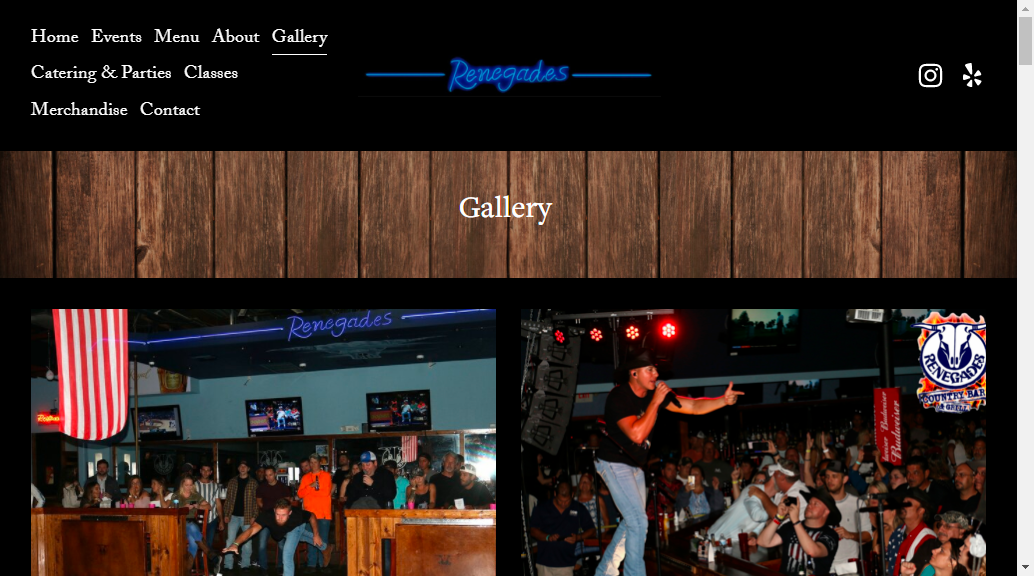 Home Events Menu About Gallery
Catering & Parties Classes
Merchandise Contact
Renegades
Gallery
Renegades
RENEGADES
COUNTRY BAR
& GRILL
Budweiser